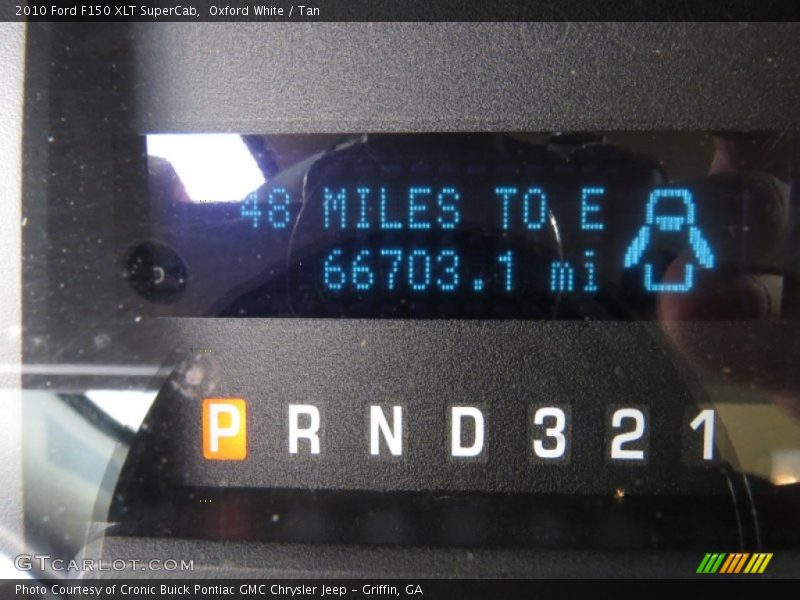 2010 Ford F150 XLT SuperCab,  Oxford White / Tan
48 MILES TO E
66703.1 mi
P R N D 3 2 1
GTCARLOT.COM
Photo Courtesy of Cronic Buick Pontiac GMC Chrysler Jeep - Griffin, GA